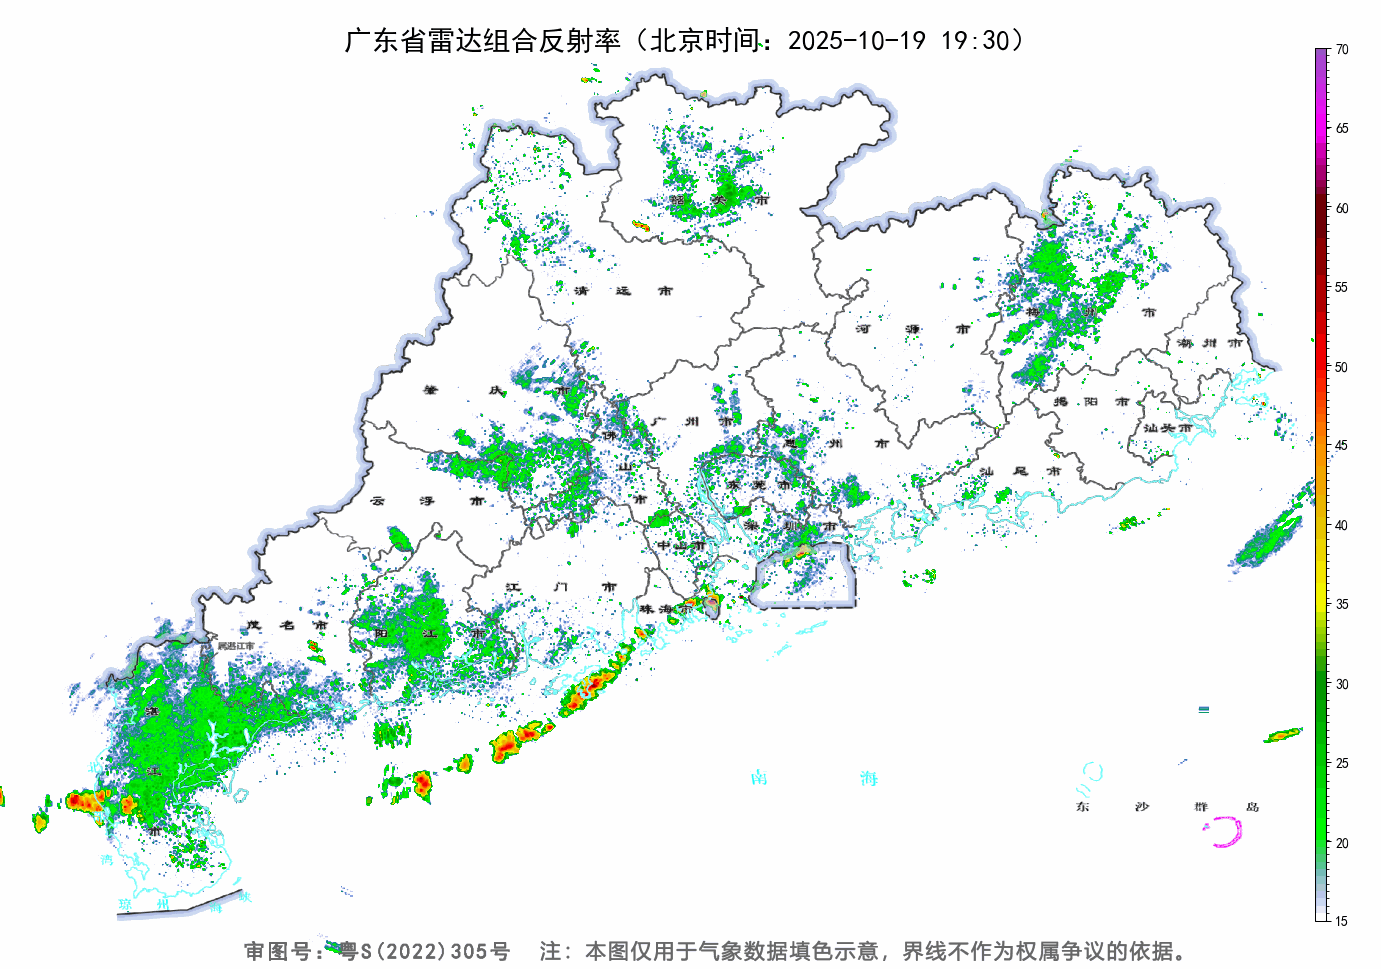 广东省雷达组合反射率（北京时间：2025-10-19 19:30）
70
65
60
55
50
45
40
35
30
25
20
15
韶关市
清远市
河源市
梅州市
潮州市
肇庆市
广州市
惠州市
揭阳市
汕头市
佛山市
云浮市
东莞市
汕尾市
深圳市
中山市
江门市
珠海市
茂名市
属湛江市
阳江市
湛江市
南海
东沙群岛
北
湾
琼州海峡
审图号：粤S(2022)305号 注：本图仅用于气象数据填色示意，界线不作为权属争议的依据。